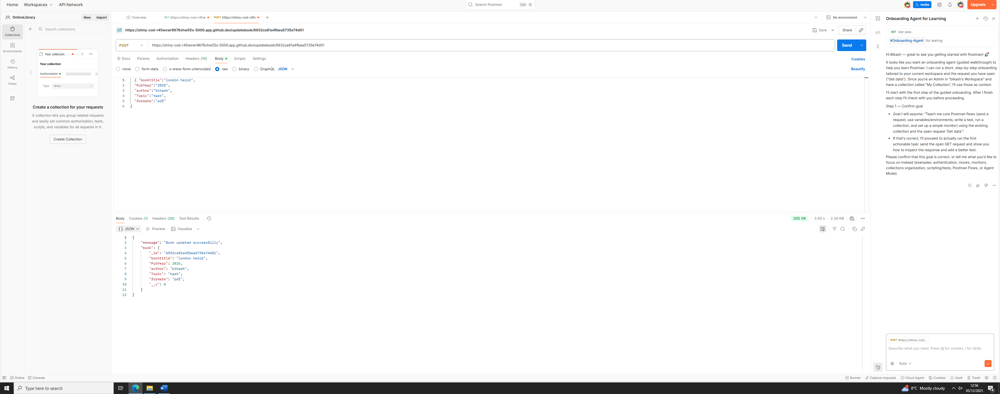 Home Workspaces API Network
Search Postman Ctrl K
Invite
Upgrade
OnlineLibrary
New Import
Overview
GET https://shiny-cod-r45w
POST https://shiny-cod-r45
No environment
Onboarding Agent for Learning
Collections
Environments
History
Flows
Search collections
Your collecton
Your collection
Authorization
Type API Key
Create a collection for your requests
A collection lets you group related requests
and easily set common authorization, tests,
scripts, and variables for all requests in it.
Create Collection
https://shiny-cod-r45wxwr9676xhw55x-5000.app.github.dev/updatebook/6932ce81a4fbea5735e74d01
Save Share
POST https://shiny-cod-r45wxwr9676xhw55x-5000.app.github.dev/updatebook/6932ce81a4fbea5735e74d01
Send
Docs Params Authorization Headers (10) Body Scripts Settings
Cookies
none form-data x-www-form-urlencoded raw binary GraphQL JSON
Beautify
1 { "booktitle":"london hero2",
2 "PubYear":"2025",
3 "author":"bikash",
4 "Topic":"task",
5 "formate":"pdf"
6 }
Body Cookies (1) Headers (30) Test Results
200 OK 3.00 s 2.36 KB
{} JSON Preview Visualize
1 {
2 "message": "Book updated successfully",
3 "book": {
4 "_id": "6932ce81a4fbea5735e74d01",
5 "booktitle": "london hero2",
6 "PubYear": 2025,
7 "author": "bikash",
8 "Topic": "task",
9 "formate": "pdf",
10 "__v": 0
11 }
12 }
GET Get data
#Onboarding-Agent for learing
Hi Bikash — great to see you getting started with Postman! 🚀
It looks like you want an onboarding agent (guided walkthrough) to
help you learn Postman. I can run a short, step-by-step onboarding
tailored to your current workspace and the request you have open
("Get data"). Since you're an Admin in "bikash's Workspace" and
have a collection called "My Collection", I'll use those as context.
I'll start with the first step of the guided onboarding. After I finish
each step I'll check with you before proceeding.
Step 1 — Confirm goal
• Goal I will assume: "Teach me core Postman flows (send a
request, use variables/environments, write a test, run a
collection, and set up a simple monitor) using the existing
collection and the open request 'Get data'."
• If that's correct, I'll proceed to actually run the first
actionable task: send the open GET request and show you
how to inspect the response and add a better test.
Please confirm that this goal is correct, or tell me what you'd like to
focus on instead (examples: authentication, mocks, monitors,
collections organization, scripting/tests, Postman Flows, or Agent
Mode).
POST https://shiny-cod...
Describe what you need. Press @ for context, / for Skills.
Auto
Online Console
Runner Capture requests Cloud Agent Cookies Vault Trash
Type here to search
8°C Mostly cloudy
12:56
05/12/2025
4